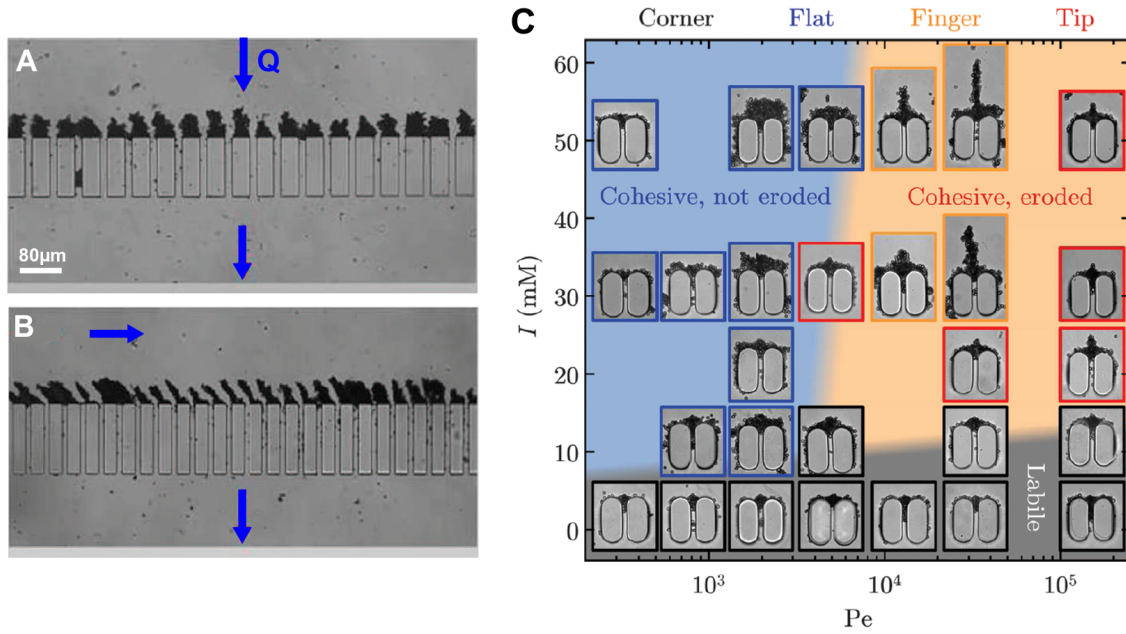 A
Q
80µm
B
C
Corner Flat Finger Tip
60
50
40
30
20
10
0
I (mM)
Cohesive, not eroded
Cohesive, eroded
Labile
10³ 10⁴ 10⁵
Pe